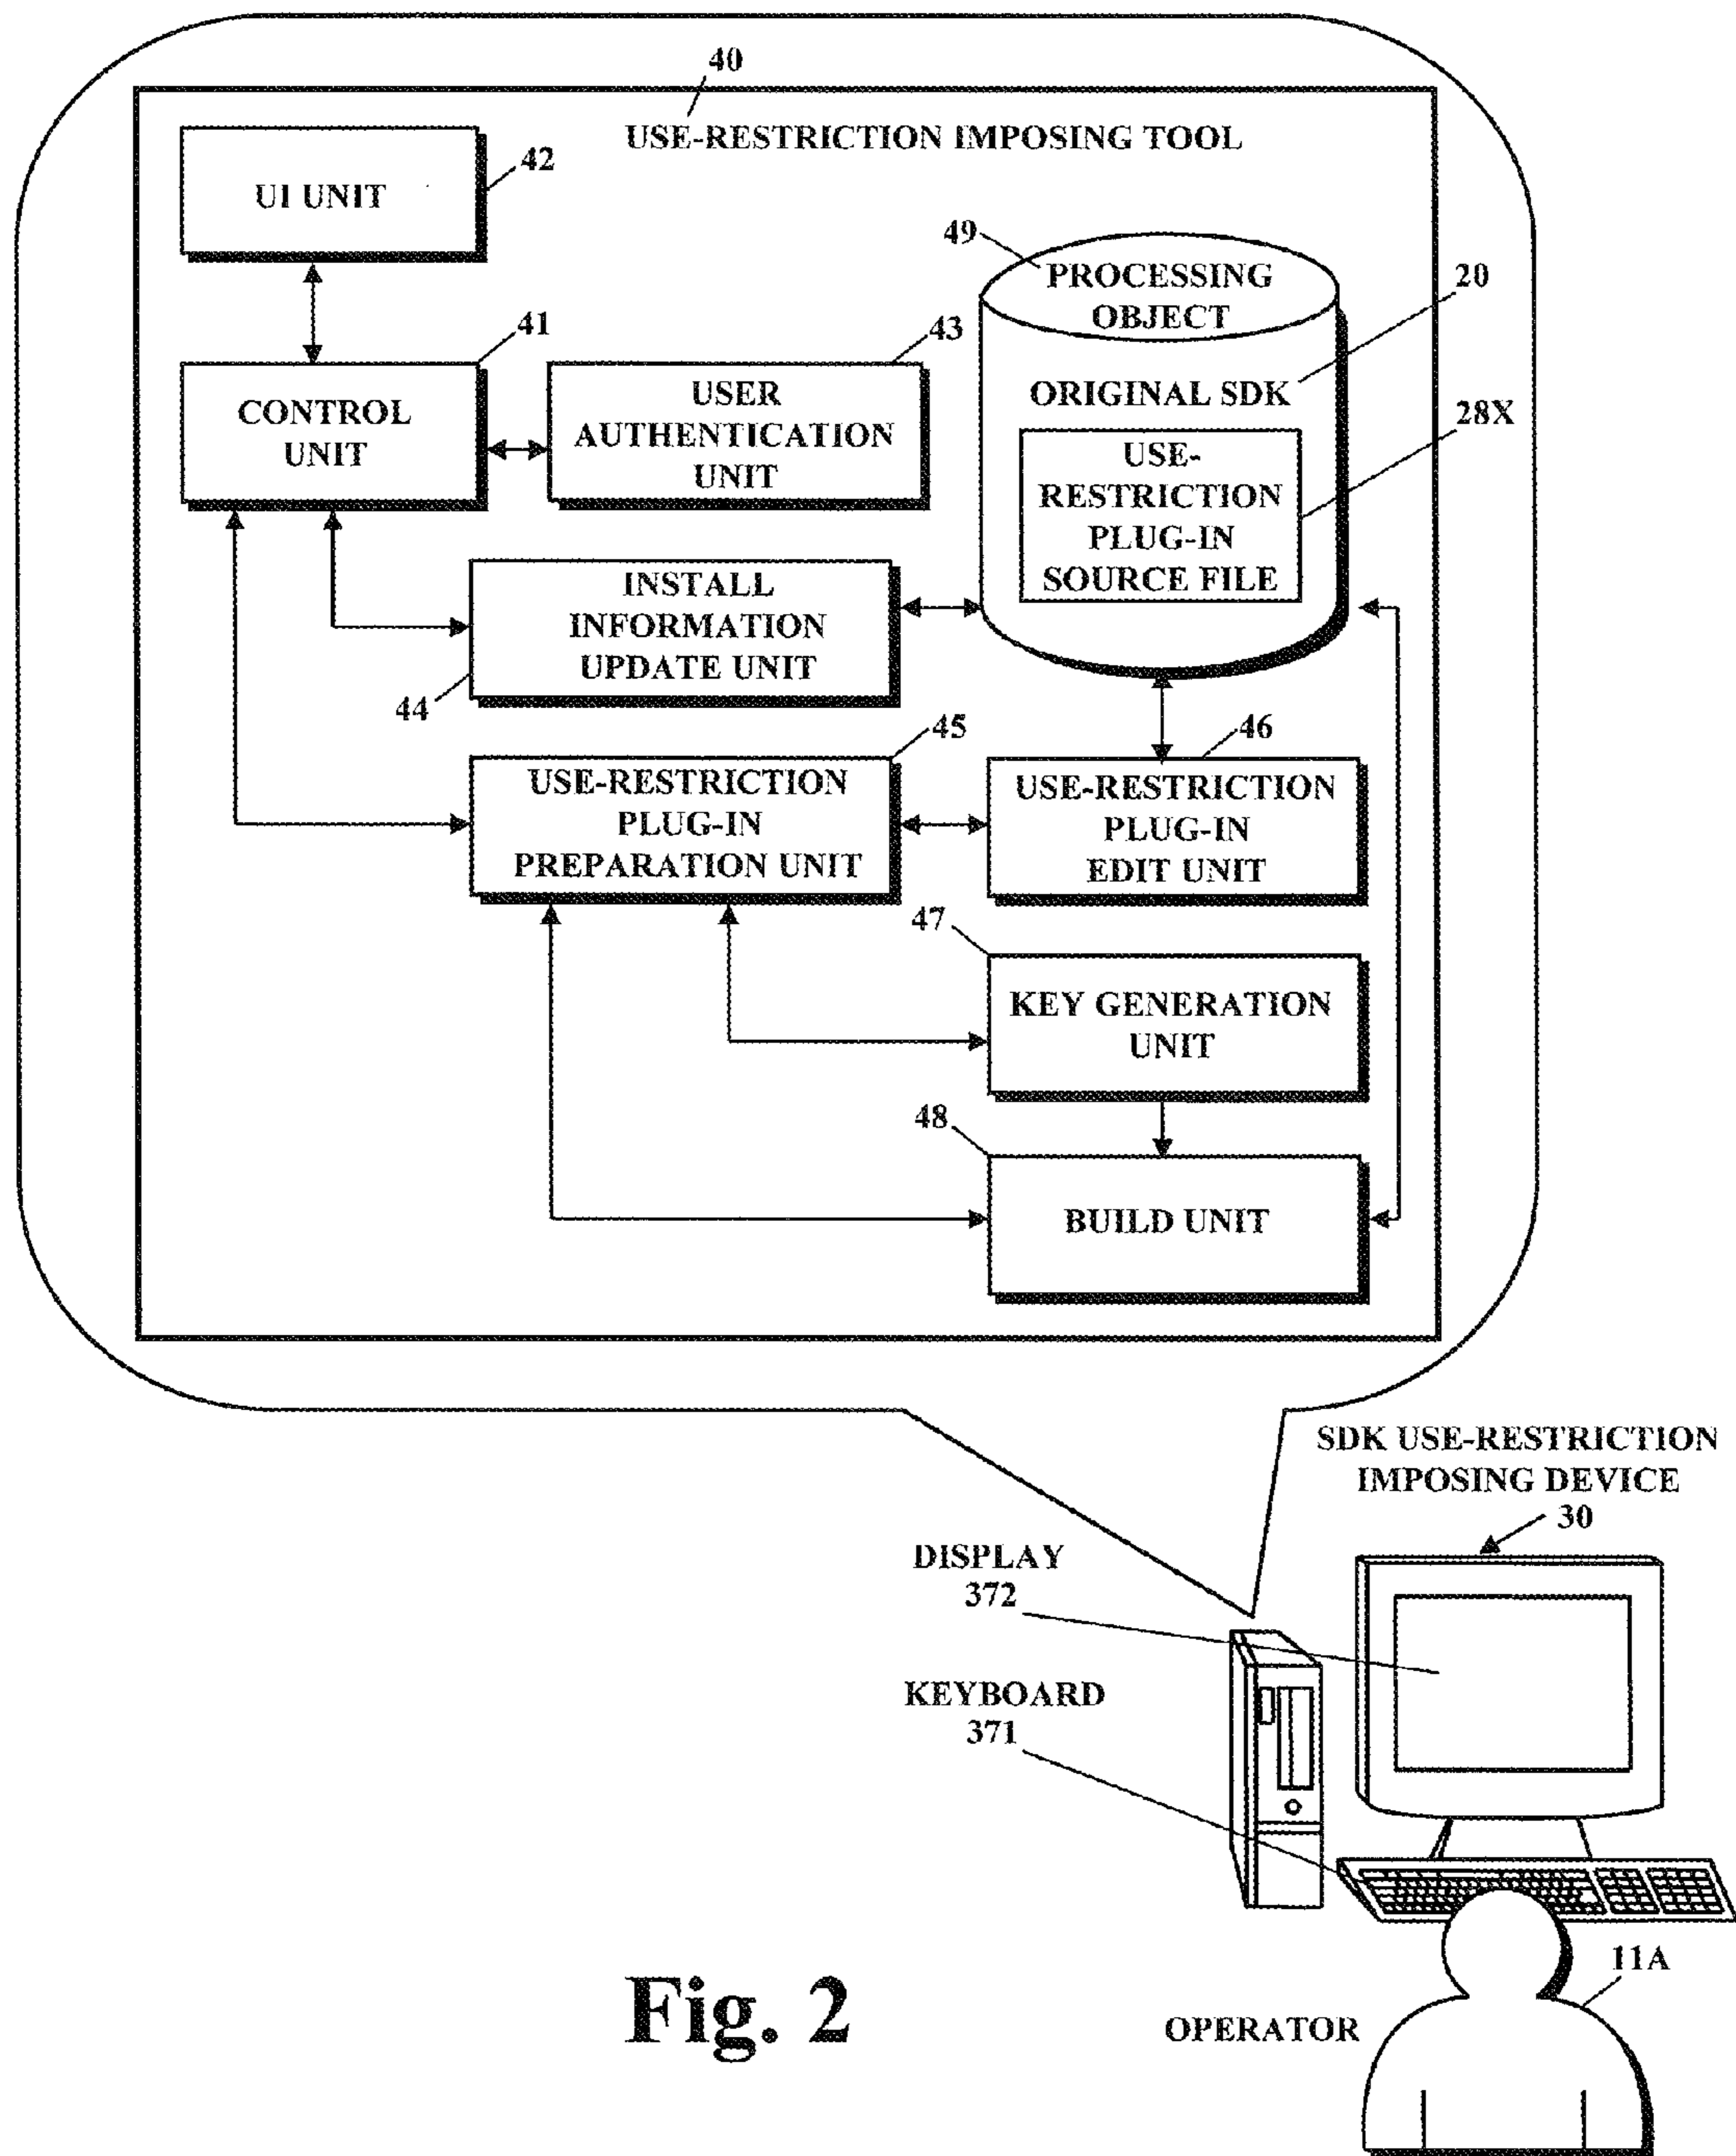 40
USE-RESTRICTION IMPOSING TOOL
UI UNIT
42
49
PROCESSING
OBJECT
20
41
CONTROL
UNIT
43
USER
AUTHENTICATION
UNIT
ORIGINAL SDK
28X
USE-
RESTRICTION
PLUG-IN
SOURCE FILE
INSTALL
INFORMATION
UPDATE UNIT
44
45
USE-RESTRICTION
PLUG-IN
PREPARATION UNIT
46
USE-RESTRICTION
PLUG-IN
EDIT UNIT
47
KEY GENERATION
UNIT
48
BUILD UNIT
SDK USE-RESTRICTION
IMPOSING DEVICE
30
DISPLAY
372
KEYBOARD
371
11A
OPERATOR
Fig. 2